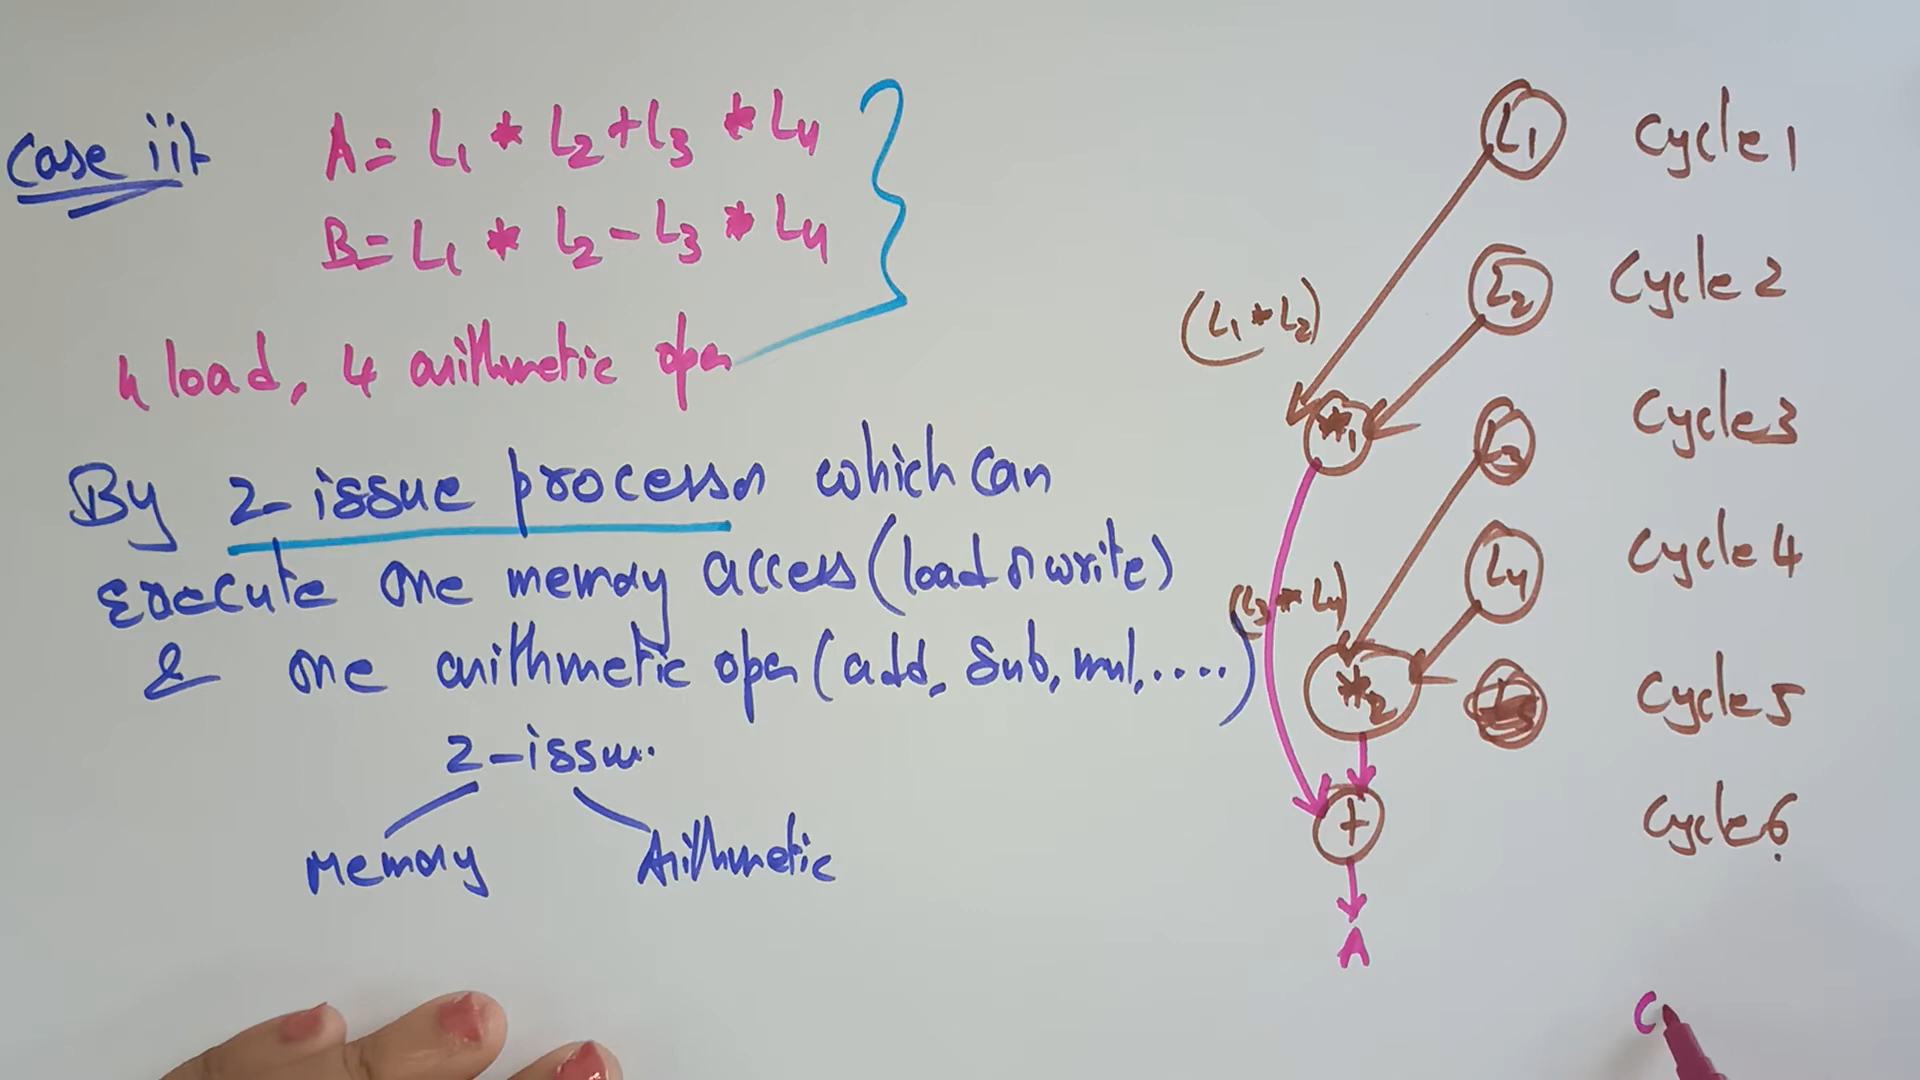 Case iii
A = L1 * L2 + L3 * L4
B = L1 * L2 - L3 * L4
4 load, 4 arithmetic opn
By 2-issue processor which can
execute one memory access (load or write)
& one arithmetic opn (add, sub, mul, ....)
2-issue
Memory Arithmetic
L1 Cycle 1
L2 Cycle 2
(L1 * L2)
*1 L3 Cycle 3
L4 Cycle 4
(L3 * L4)
*2 Cycle 5
+ Cycle 6
A
C